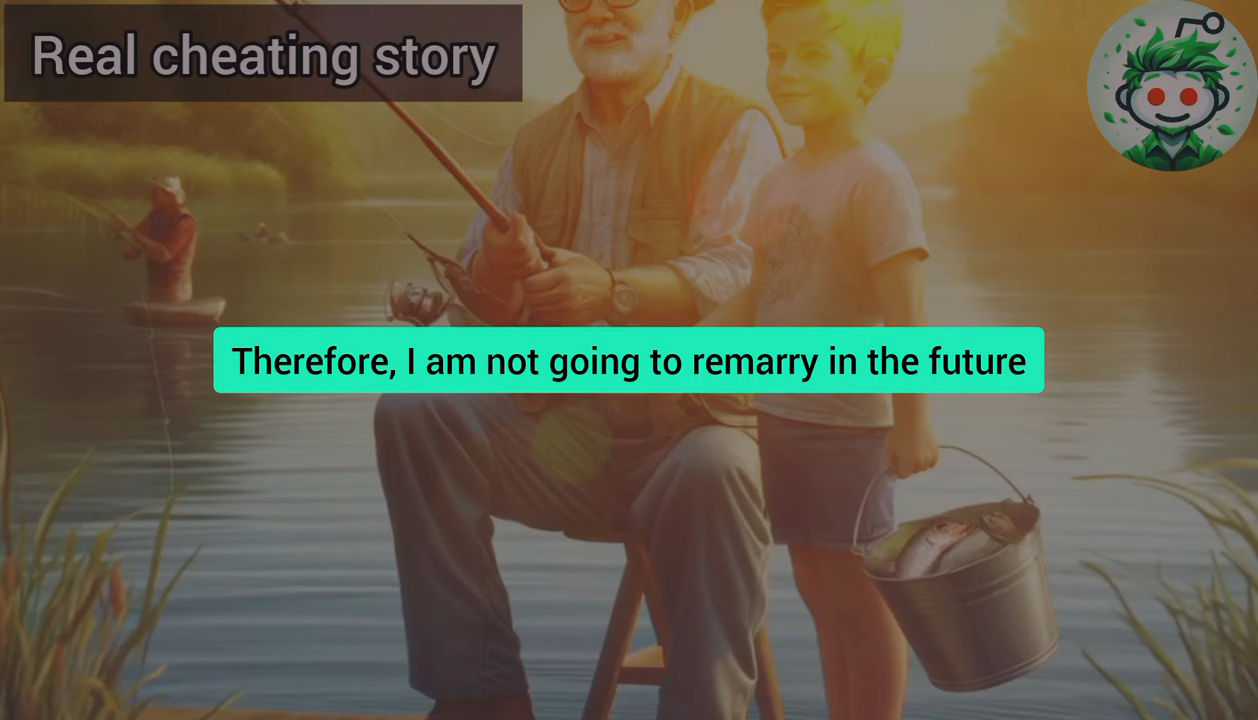 Real cheating story
Therefore, I am not going to remarry in the future